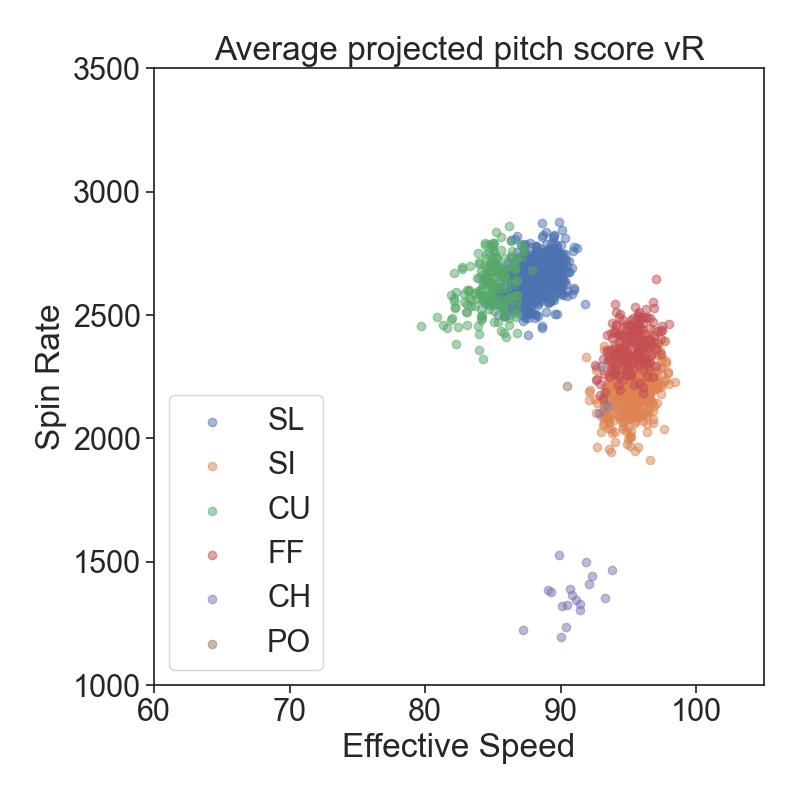 Average projected pitch score vR
3500
3000
2500
2000
1500
1000
Spin Rate
SL
SI
CU
FF
CH
PO
60
70
80
90
100
Effective Speed